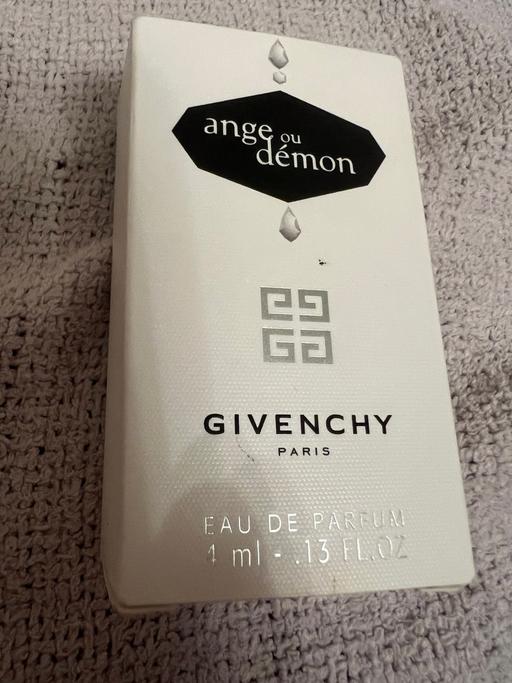 ange ou
démon
GIVENCHY
PARIS
EAU DE PARFUM
4 ml - .13 FL.OZ